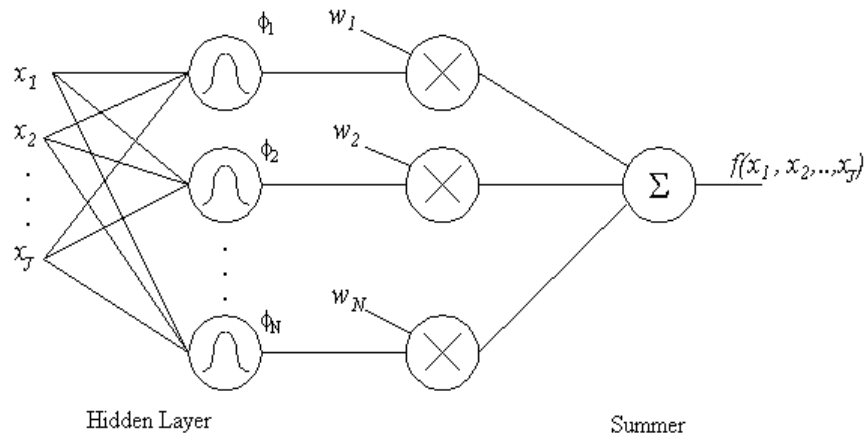 ϕ1
w1
x1
x2
ϕ2
w2
Σ
f(x1, x2,..,xJ)
xJ
ϕN
wN
Hidden Layer
Summer